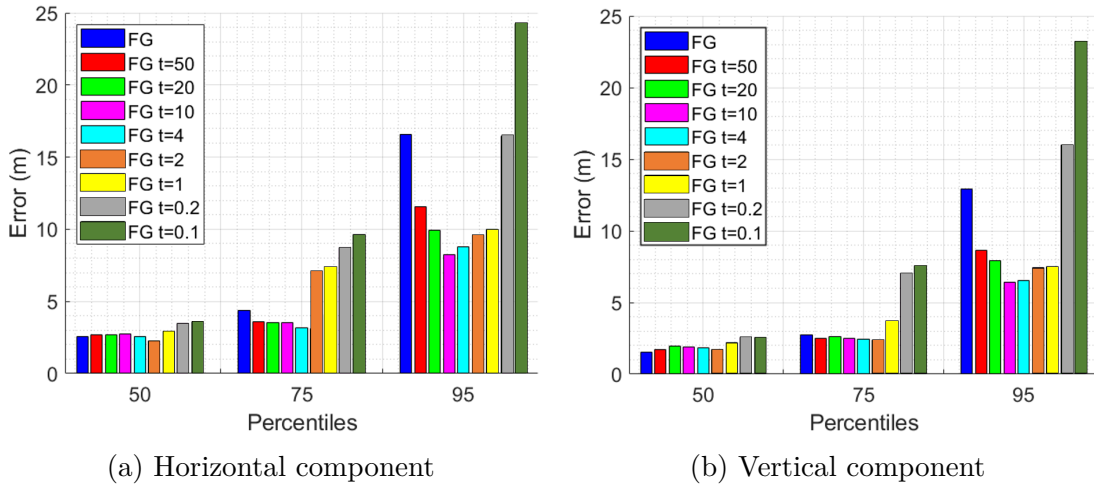 25
20
15
10
5
0
Error (m)
FG
FG t=50
FG t=20
FG t=10
FG t=4
FG t=2
FG t=1
FG t=0.2
FG t=0.1
50 75 95
Percentiles
(a) Horizontal component
25
20
15
10
5
0
Error (m)
FG
FG t=50
FG t=20
FG t=10
FG t=4
FG t=2
FG t=1
FG t=0.2
FG t=0.1
50 75 95
Percentiles
(b) Vertical component